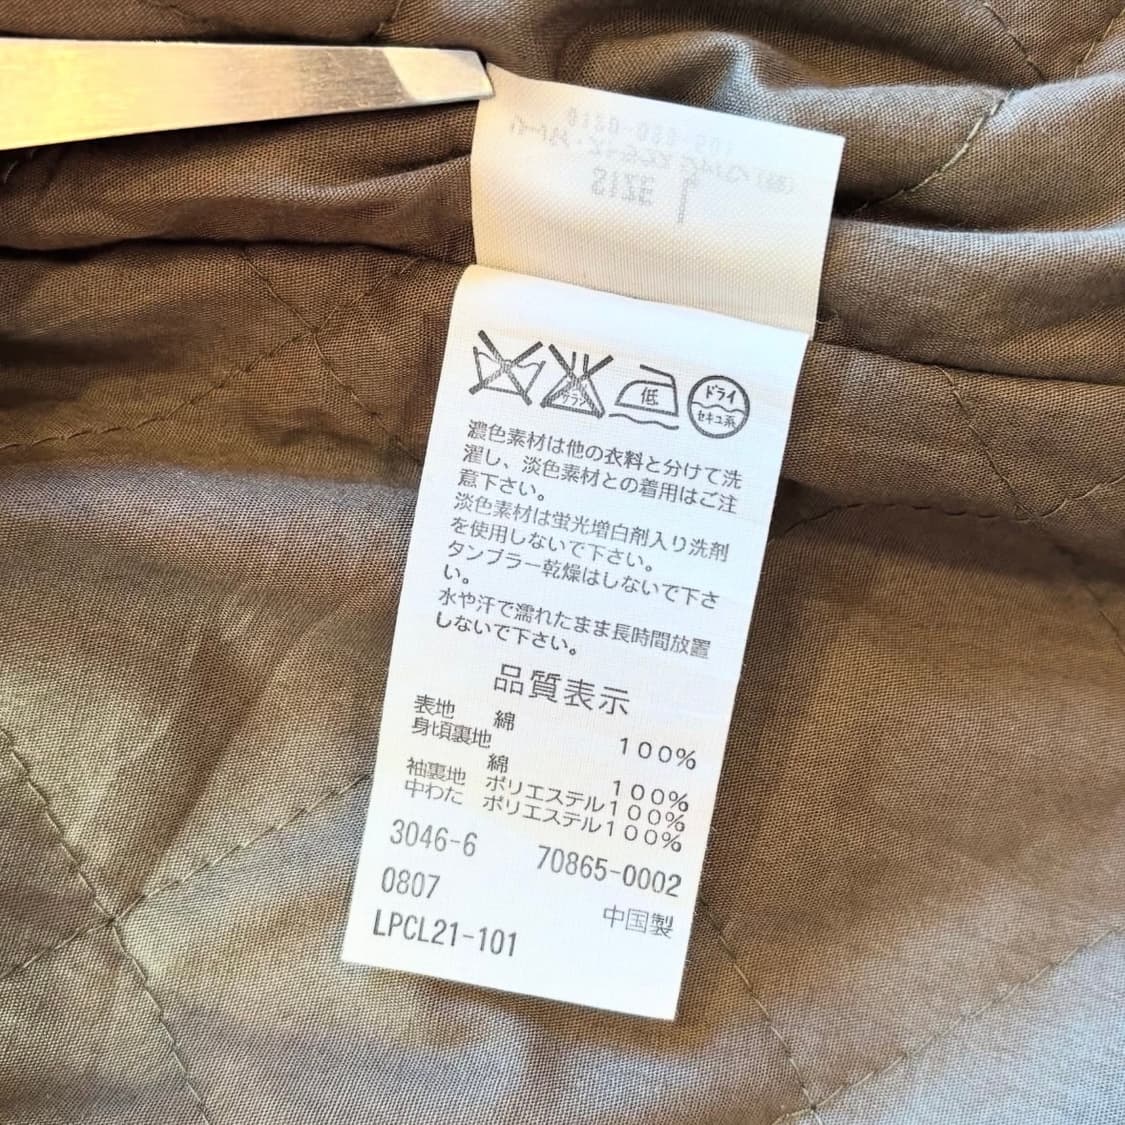 サラシ
低
ドライ
セキユ系
濃色素材は他の衣料と分けて洗
濯し、淡色素材との着用はご注
意下さい。
淡色素材は蛍光増白剤入り洗剤
を使用しないで下さい。
タンブラー乾燥はしないで下さ
い。
水や汗で濡れたまま長時間放置
しないで下さい。
品質表示
表地 綿 100%
身頃裏地 綿 100%
袖裏地 ポリエステル100%
中わた ポリエステル100%
3046-6 70865-0002
0807 中国製
LPCL21-101
SIZE L